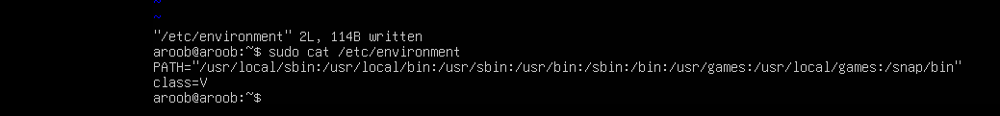 ~
~
"/etc/environment" 2L, 114B written
aroob@aroob:~$ sudo cat /etc/environment
PATH="/usr/local/sbin:/usr/local/bin:/usr/sbin:/usr/bin:/sbin:/bin:/usr/games:/usr/local/games:/snap/bin"
class=V
aroob@aroob:~$